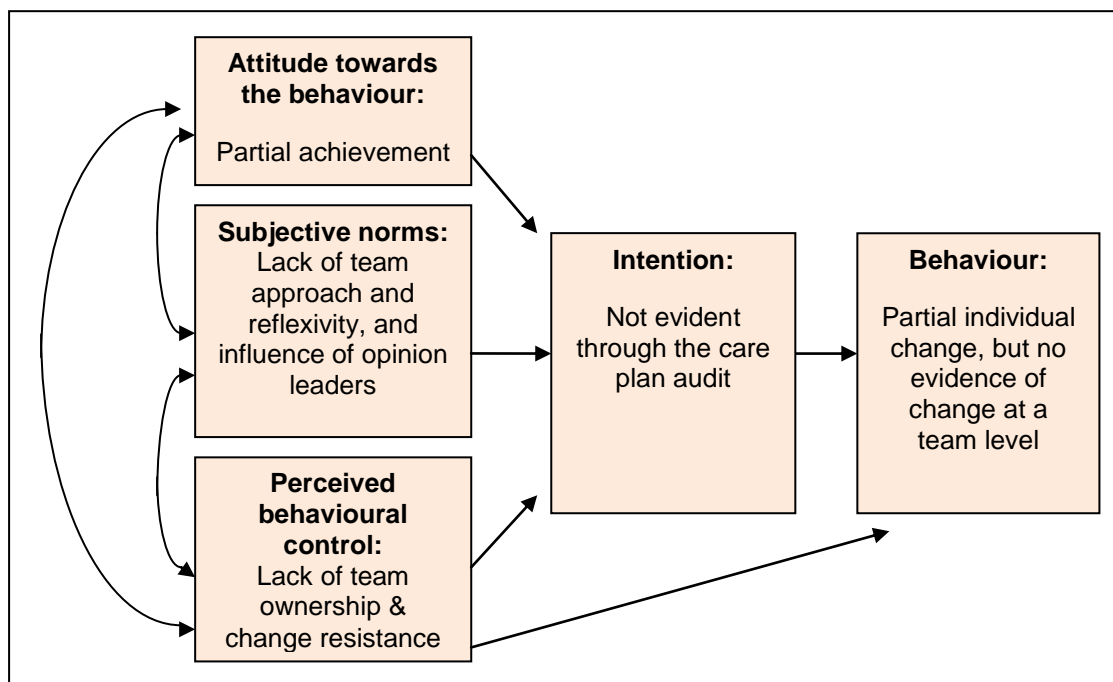 Attitude towards
the behaviour:
Partial achievement
Subjective norms:
Lack of team
approach and
reflexivity, and
influence of opinion
leaders
Perceived
behavioural
control:
Lack of team
ownership &
change resistance
Intention:
Not evident
through the care
plan audit
Behaviour:
Partial individual
change, but no
evidence of
change at a
team level